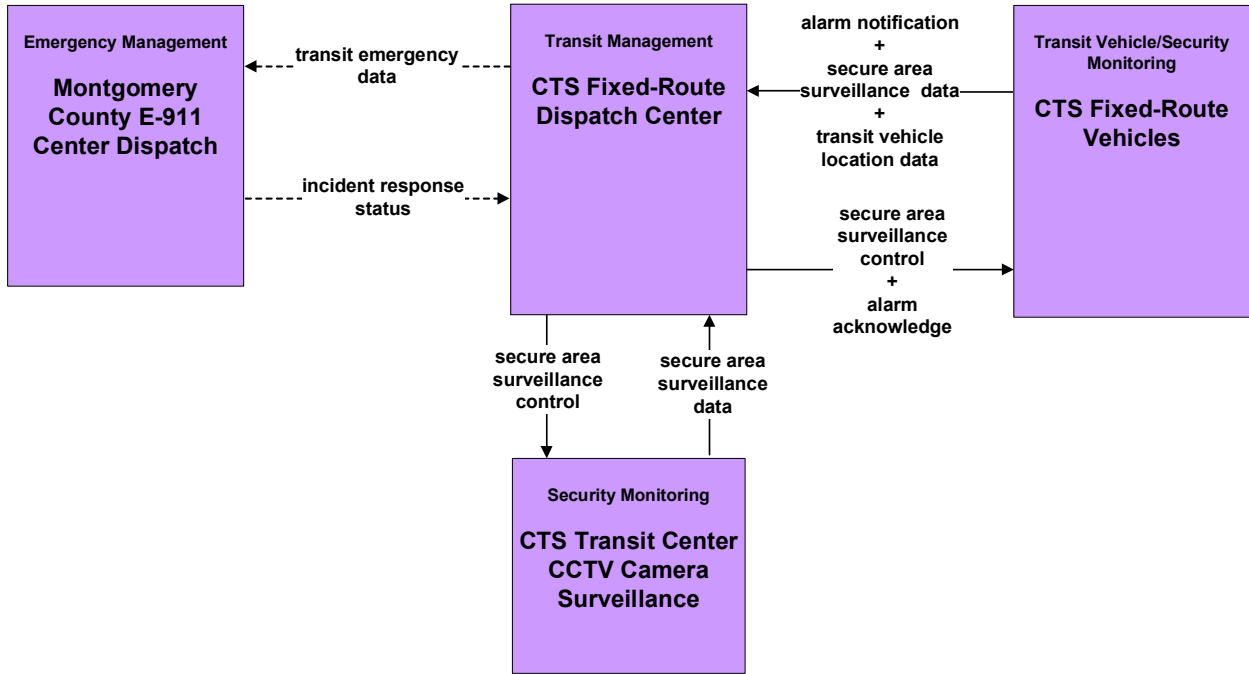 Emergency Management
Montgomery
County E-911
Center Dispatch
transit emergency
data
incident response
status
Transit Management
CTS Fixed-Route
Dispatch Center
alarm notification
+
secure area
surveillance data
+
transit vehicle
location data
secure area
surveillance
control
+
alarm
acknowledge
Transit Vehicle/Security
Monitoring
CTS Fixed-Route
Vehicles
secure area
surveillance
control
secure area
surveillance
data
Security Monitoring
CTS Transit Center
CCTV Camera
Surveillance